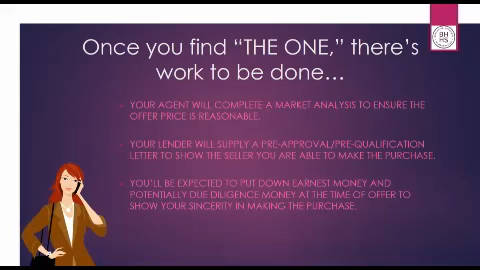 BH
HS
Once you find “THE ONE,” there’s
work to be done…
YOUR AGENT WILL COMPLETE A MARKET ANALYSIS TO ENSURE THE
OFFER PRICE IS REASONABLE.
YOUR LENDER WILL SUPPLY A PRE-APPROVAL/PRE-QUALIFICATION
LETTER TO SHOW THE SELLER YOU ARE ABLE TO MAKE THE PURCHASE.
YOU’LL BE EXPECTED TO PUT DOWN EARNEST MONEY AND
POTENTIALLY DUE DILIGENCE MONEY AT THE TIME OF OFFER TO
SHOW YOUR SINCERITY IN MAKING THE PURCHASE.